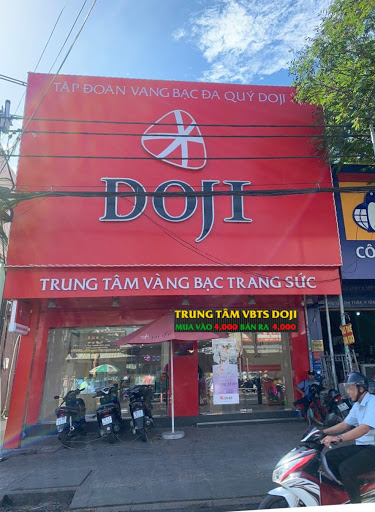 TẬP ĐOÀN VÀNG BẠC ĐÁ QUÝ DOJI
DOJI
TRUNG TÂM VÀNG BẠC TRANG SỨC
TRUNG TÂM VBTS DOJI
MUA VÀO 4,000 BÁN RA 4,000
CÔ